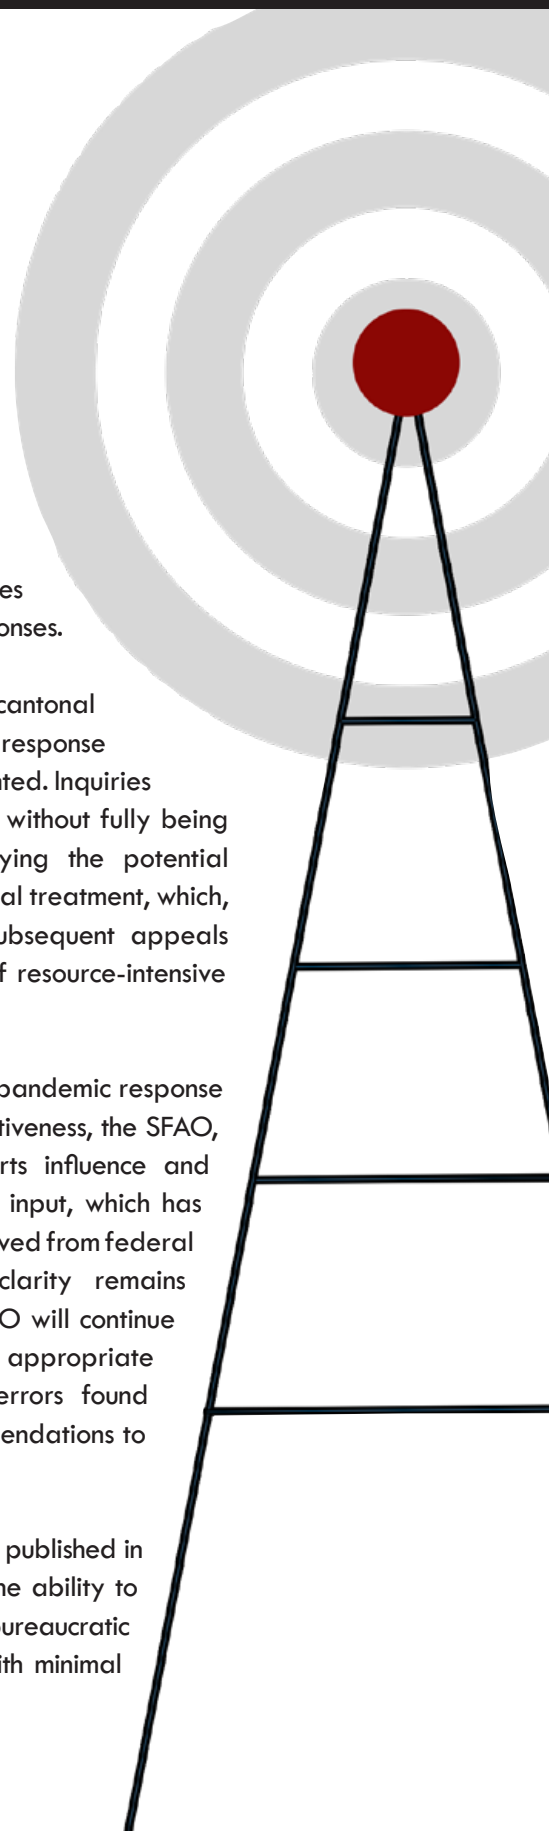 es
onses.
cantonal
response
ted. Inquiries
without fully being
ying the potential
al treatment, which,
ubsequent appeals
f resource-intensive
pandemic response
tiveness, the SFAO,
rts influence and
input, which has
ved from federal
clarity remains
O will continue
appropriate
errors found
endations to
published in
ne ability to
ureaucratic
ith minimal